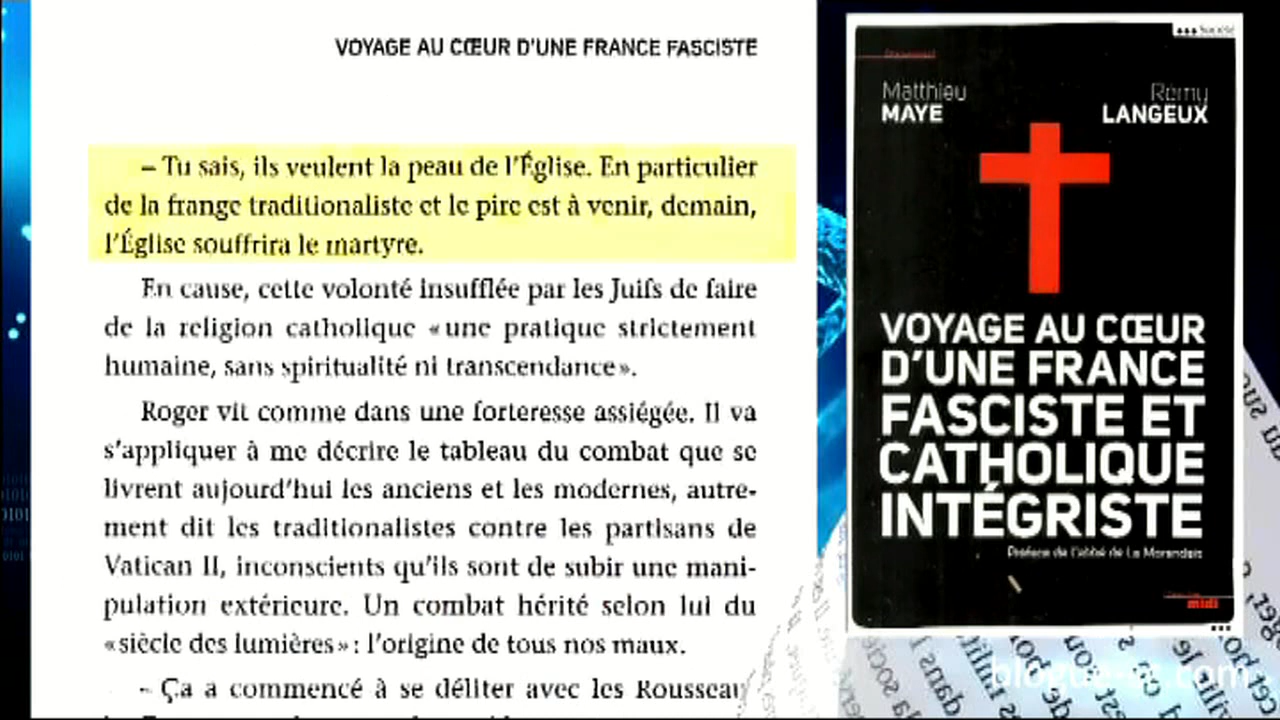 VOYAGE AU CŒUR D'UNE FRANCE FASCISTE
– Tu sais, ils veulent la peau de l'Église. En particulier
de la frange traditionaliste et le pire est à venir, demain,
l'Église souffrira le martyre.
En cause, cette volonté insufflée par les Juifs de faire
de la religion catholique « une pratique strictement
humaine, sans spiritualité ni transcendance ».
Roger vit comme dans une forteresse assiégée. Il va
s'appliquer à me décrire le tableau du combat que se
livrent aujourd'hui les anciens et les modernes, autre-
ment dit les traditionalistes contre les partisans de
Vatican II, inconscients qu'ils sont de subir une mani-
pulation extérieure. Un combat hérité selon lui du
« siècle des lumières » : l'origine de tous nos maux.
– Ça a commencé à se déliter avec les Rousseau
Société
Document
Matthieu
MAYE
Rémy
LANGEUX
VOYAGE AU CŒUR
D'UNE FRANCE
FASCISTE ET
CATHOLIQUE
INTÉGRISTE
Préface de l'abbé de La Morandais
midi